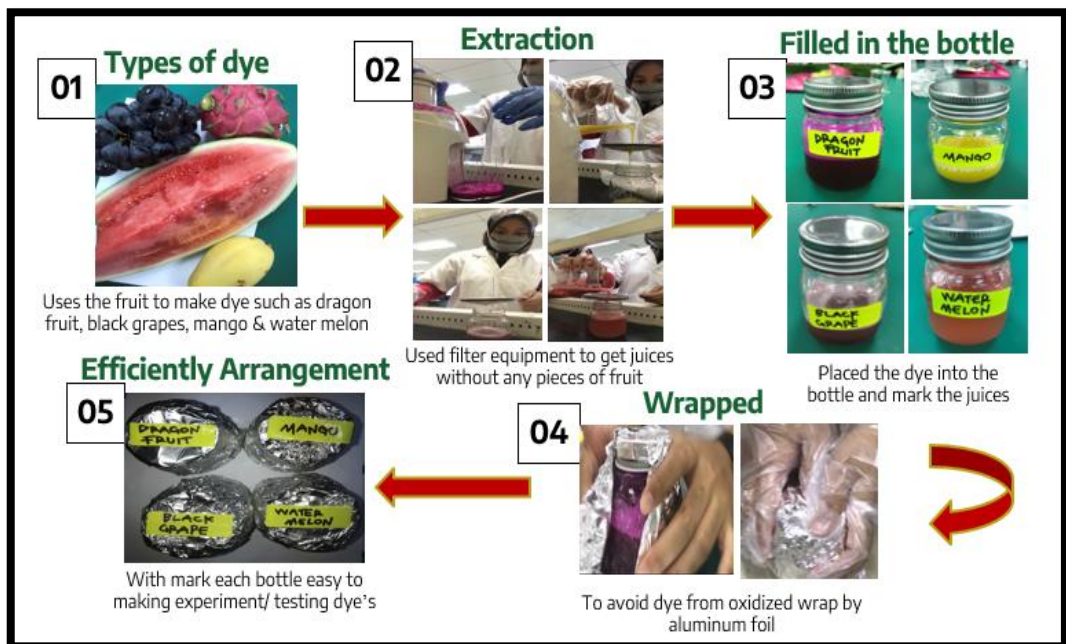 01
Types of dye
Uses the fruit to make dye such as dragon
fruit, black grapes, mango & water melon
02
Extraction
Used filter equipment to get juices
without any pieces of fruit
03
Filled in the bottle
DRAGON
FRUIT
MANGO
BLACK
GRAPE
WATER
MELON
Placed the dye into the
bottle and mark the juices
04
Wrapped
To avoid dye from oxidized wrap by
aluminum foil
05
Efficiently Arrangement
DRAGON
FRUIT
MANGO
BLACK
GRAPE
WATER
MELON
With mark each bottle easy to
making experiment/ testing dye's